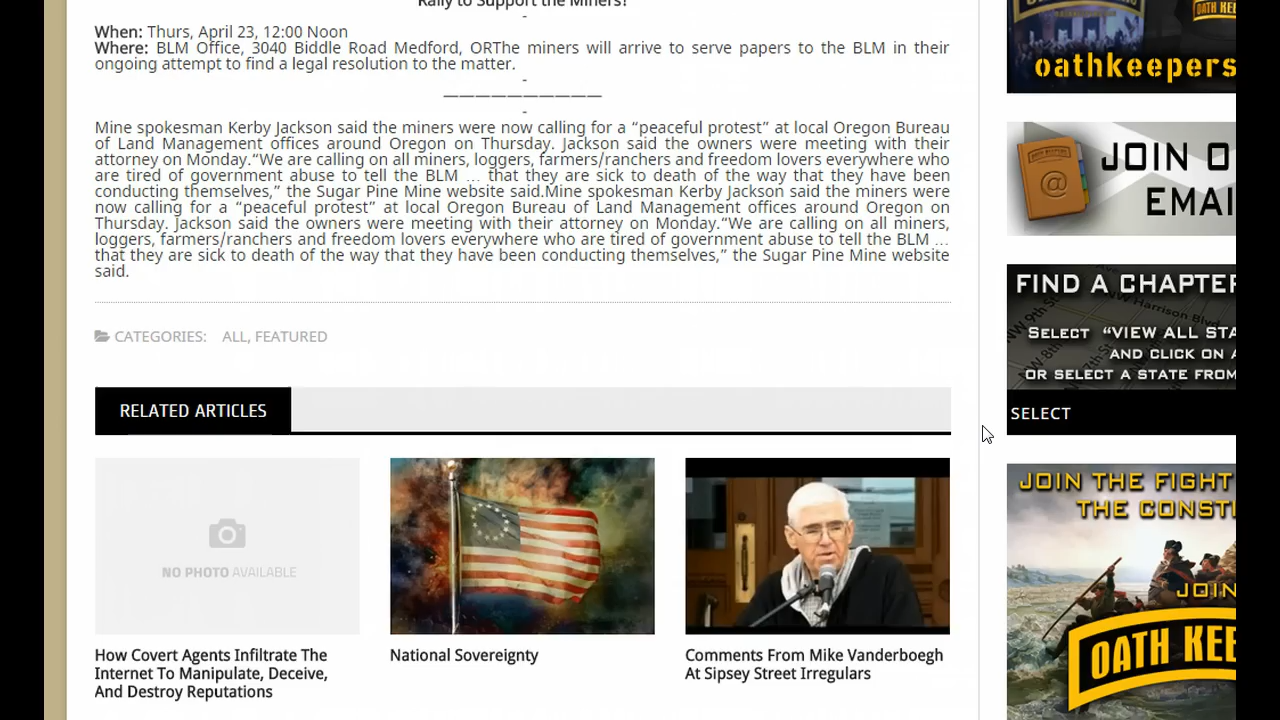 Rally to Support the Miners!
-
When: Thurs, April 23, 12:00 Noon
Where: BLM Office, 3040 Biddle Road Medford, ORThe miners will arrive to serve papers to the BLM in their
ongoing attempt to find a legal resolution to the matter.
-
——————————
-
Mine spokesman Kerby Jackson said the miners were now calling for a “peaceful protest” at local Oregon Bureau
of Land Management offices around Oregon on Thursday. Jackson said the owners were meeting with their
attorney on Monday.“We are calling on all miners, loggers, farmers/ranchers and freedom lovers everywhere who
are tired of government abuse to tell the BLM … that they are sick to death of the way that they have been
conducting themselves,” the Sugar Pine Mine website said.Mine spokesman Kerby Jackson said the miners were
now calling for a “peaceful protest” at local Oregon Bureau of Land Management offices around Oregon on
Thursday. Jackson said the owners were meeting with their attorney on Monday.“We are calling on all miners,
loggers, farmers/ranchers and freedom lovers everywhere who are tired of government abuse to tell the BLM …
that they are sick to death of the way that they have been conducting themselves,” the Sugar Pine Mine website
said.
CATEGORIES: ALL, FEATURED
RELATED ARTICLES
NO PHOTO AVAILABLE
How Covert Agents Infiltrate The
Internet To Manipulate, Deceive,
And Destroy Reputations
National Sovereignty
Comments From Mike Vanderboegh
At Sipsey Street Irregulars
oathkeepers
JOIN O
EMAI
FIND A CHAPTER
SELECT “VIEW ALL STA
AND CLICK ON A
OR SELECT A STATE FROM
SELECT
JOIN THE FIGHT
THE CONSTI
JOIN
OATH KEE